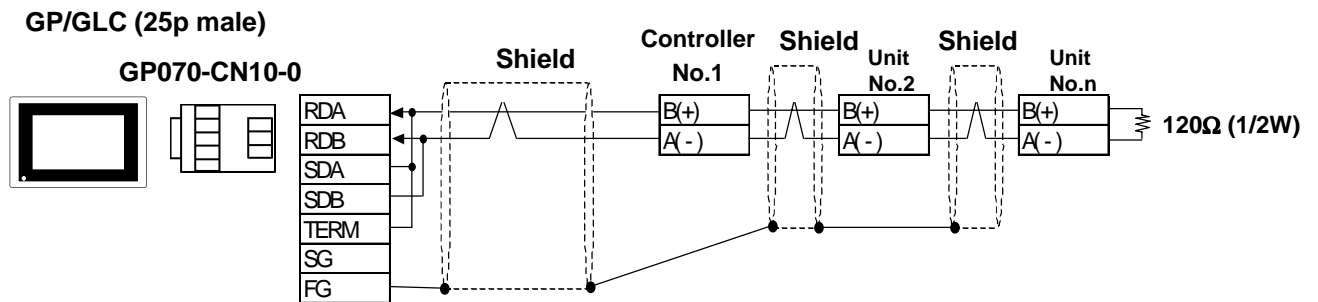 GP/GLC (25p male)
GP070-CN10-0
Shield
Controller
No.1
Shield
Unit
No.2
Shield
Unit
No.n
RDA
RDB
SDA
SDB
TERM
SG
FG
B(+)
A( - )
B(+)
A( - )
B(+)
A( - )
120Ω (1/2W)